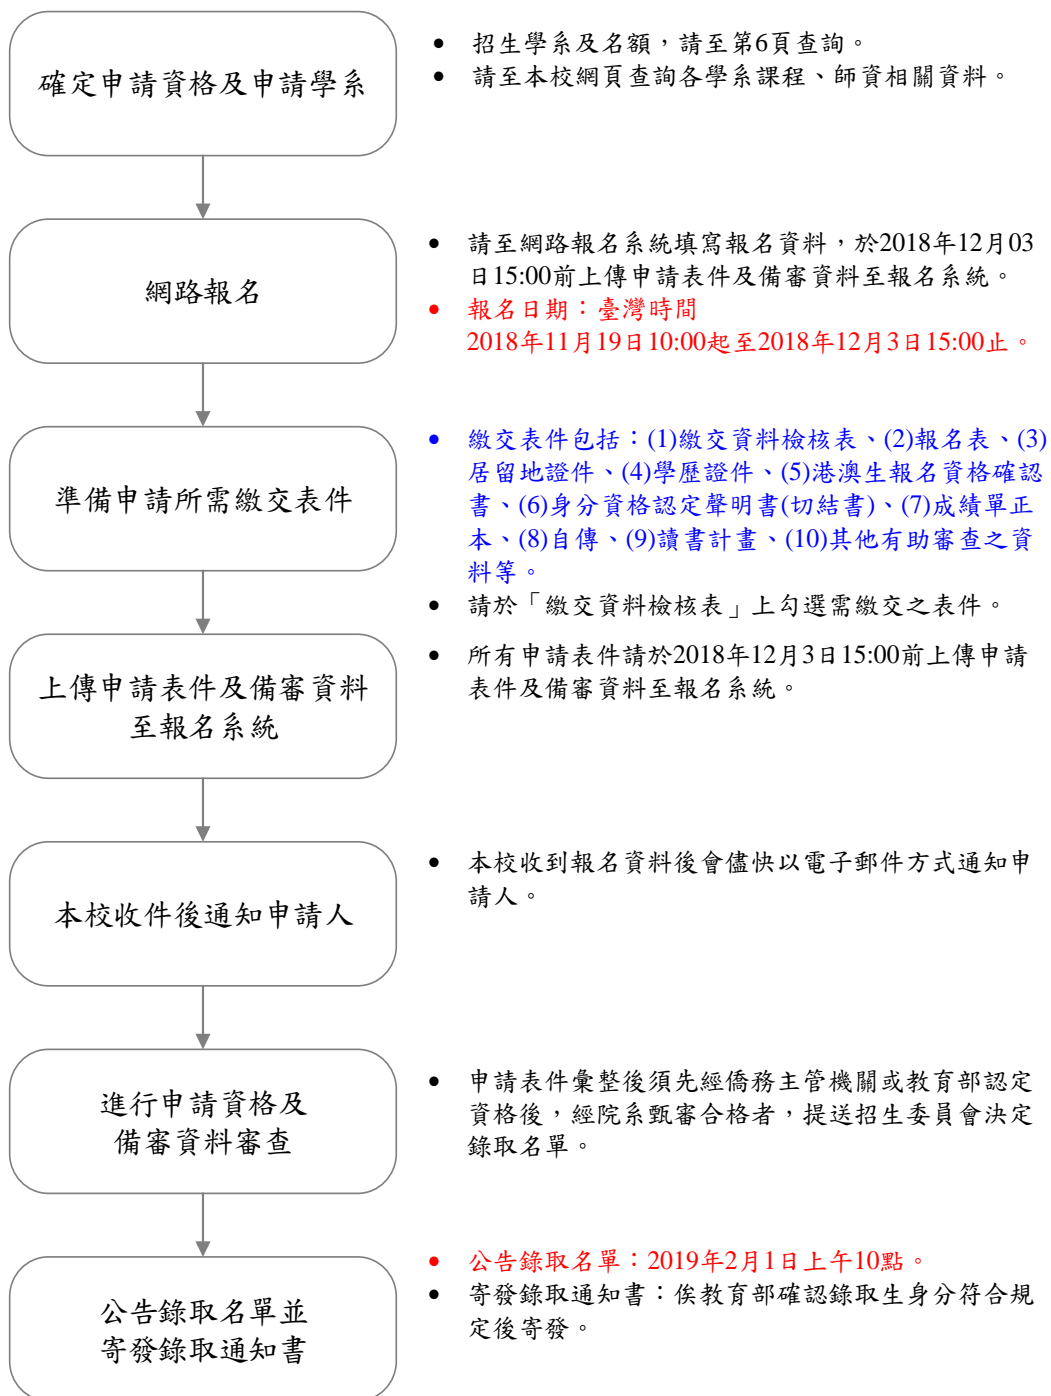 確定申請資格及申請學系
• 招生學系及名額，請至第6頁查詢。
• 請至本校網頁查詢各學系課程、師資相關資料。
網路報名
• 請至網路報名系統填寫報名資料，於2018年12月03
日15:00前上傳申請表件及備審資料至報名系統。
• 報名日期：臺灣時間
2018年11月19日10:00起至2018年12月3日15:00止。
準備申請所需繳交表件
• 繳交表件包括：(1)繳交資料檢核表、(2)報名表、(3)
居留地證件、(4)學歷證件、(5)港澳生報名資格確認
書、(6)身分資格認定聲明書(切結書)、(7)成績單正
本、(8)自傳、(9)讀書計畫、(10)其他有助審查之資
料等。
• 請於「繳交資料檢核表」上勾選需繳交之表件。
上傳申請表件及備審資料
至報名系統
• 所有申請表件請於2018年12月3日15:00前上傳申請
表件及備審資料至報名系統。
本校收件後通知申請人
• 本校收到報名資料後會儘快以電子郵件方式通知申
請人。
進行申請資格及
備審資料審查
• 申請表件彙整後須先經僑務主管機關或教育部認定
資格後，經院系甄審合格者，提送招生委員會決定
錄取名單。
公告錄取名單並
寄發錄取通知書
• 公告錄取名單：2019年2月1日上午10點。
• 寄發錄取通知書：俟教育部確認錄取生身分符合規
定後寄發。